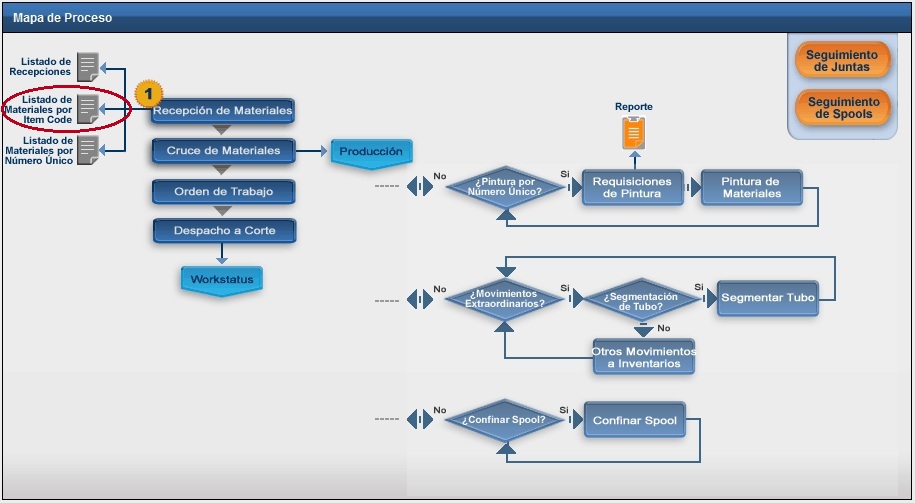 Mapa de Proceso
Listado de
Recepciones
Listado de
Materiales por
Item Code
Listado de
Materiales por
Número Único
1
Recepción de Materiales
Cruce de Materiales
Producción
Orden de Trabajo
Despacho a Corte
Workstatus
Seguimiento
de Juntas
Seguimiento
de Spools
Reporte
No
¿Pintura por
Número Único?
Si
Requisiciones
de Pintura
Pintura de
Materiales
No
¿Movimientos
Extraordinarios?
Si
¿Segmentación
de Tubo?
Si
Segmentar Tubo
No
Otros Movimientos
a Inventarios
No
¿Confinar Spool?
Si
Confinar Spool